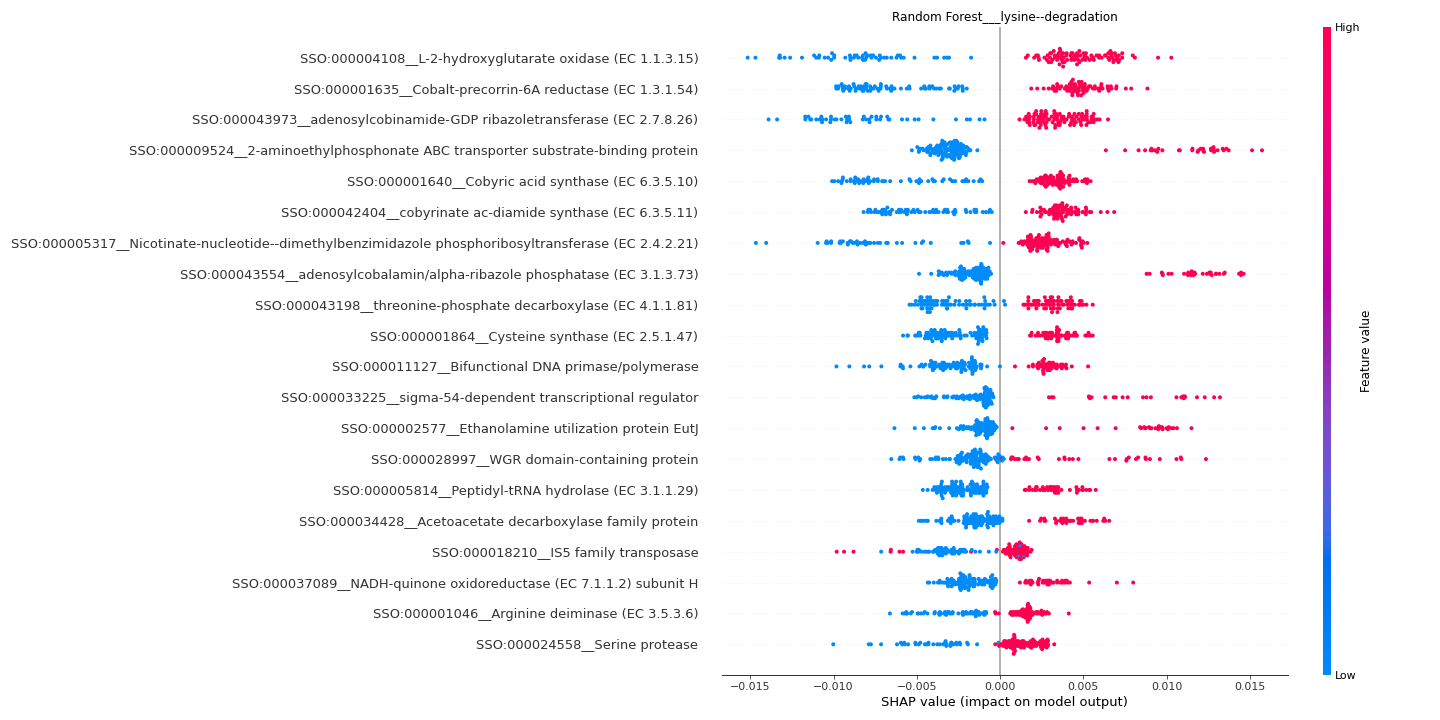 Random Forest___lysine--degradation
SSO:000004108__L-2-hydroxyglutarate oxidase (EC 1.1.3.15)
SSO:000001635__Cobalt-precorrin-6A reductase (EC 1.3.1.54)
SSO:000043973__adenosylcobinamide-GDP ribazoletransferase (EC 2.7.8.26)
SSO:000009524__2-aminoethylphosphonate ABC transporter substrate-binding protein
SSO:000001640__Cobyric acid synthase (EC 6.3.5.10)
SSO:000042404__cobyrinate ac-diamide synthase (EC 6.3.5.11)
SSO:000005317__Nicotinate-nucleotide--dimethylbenzimidazole phosphoribosyltransferase (EC 2.4.2.21)
SSO:000043554__adenosylcobalamin/alpha-ribazole phosphatase (EC 3.1.3.73)
SSO:000043198__threonine-phosphate decarboxylase (EC 4.1.1.81)
SSO:000001864__Cysteine synthase (EC 2.5.1.47)
SSO:000011127__Bifunctional DNA primase/polymerase
SSO:000033225__sigma-54-dependent transcriptional regulator
SSO:000002577__Ethanolamine utilization protein EutJ
SSO:000028997__WGR domain-containing protein
SSO:000005814__Peptidyl-tRNA hydrolase (EC 3.1.1.29)
SSO:000034428__Acetoacetate decarboxylase family protein
SSO:000018210__IS5 family transposase
SSO:000037089__NADH-quinone oxidoreductase (EC 7.1.1.2) subunit H
SSO:000001046__Arginine deiminase (EC 3.5.3.6)
SSO:000024558__Serine protease
−0.015 −0.010 −0.005 0.000 0.005 0.010 0.015
SHAP value (impact on model output)
High
Feature value
Low